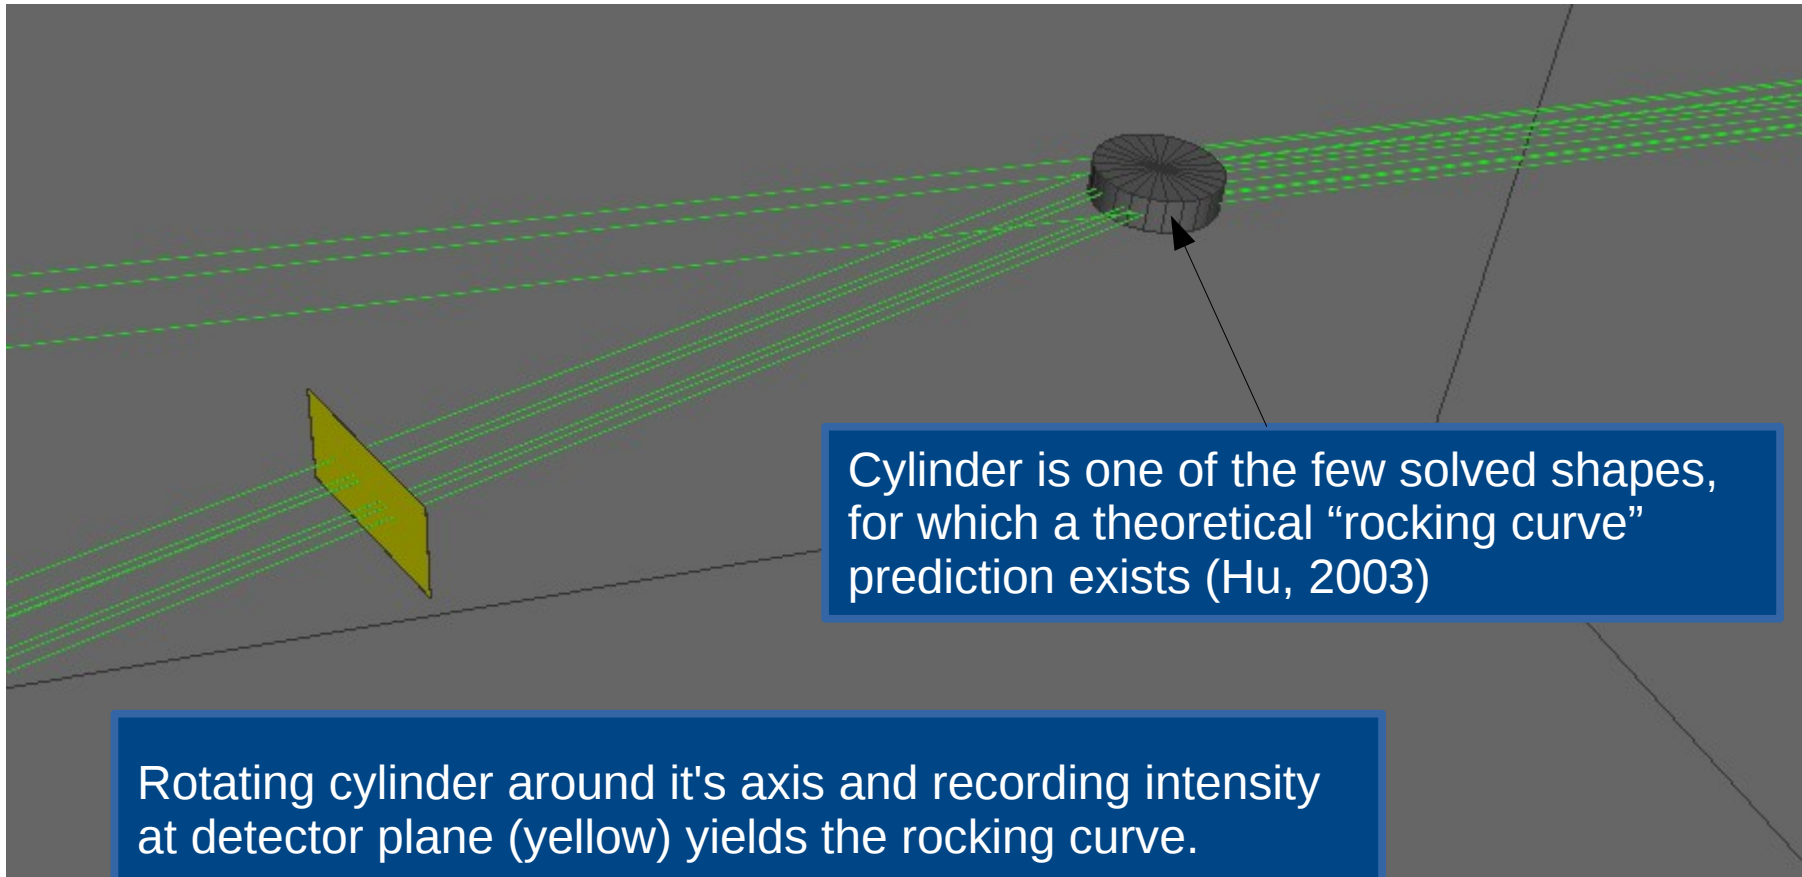 Cylinder is one of the few solved shapes,
for which a theoretical “rocking curve”
prediction exists (Hu, 2003)
Rotating cylinder around it's axis and recording intensity
at detector plane (yellow) yields the rocking curve.